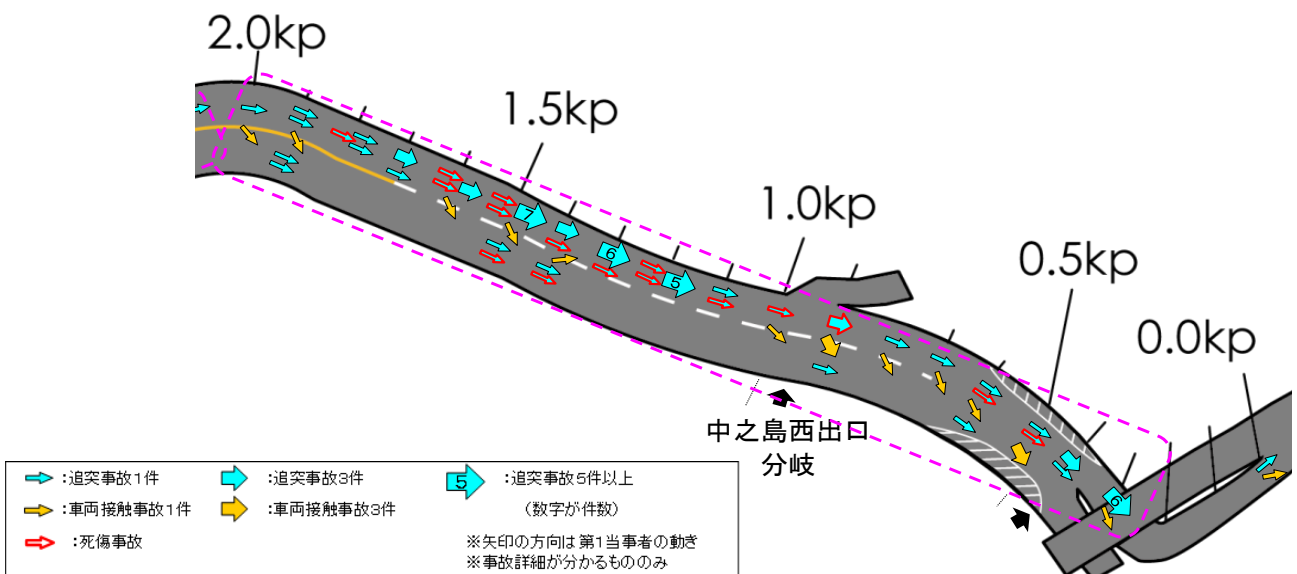 2.0kp
1.5kp
1.0kp
0.5kp
0.0kp
7
6
5
6
中之島西出口
分岐
:追突事故1件
:追突事故3件
5
:追突事故5件以上
(数字が件数)
:車両接触事故1件
:車両接触事故3件
:死傷事故
※矢印の方向は第1当事者の動き
※事故詳細が分かるもののみ